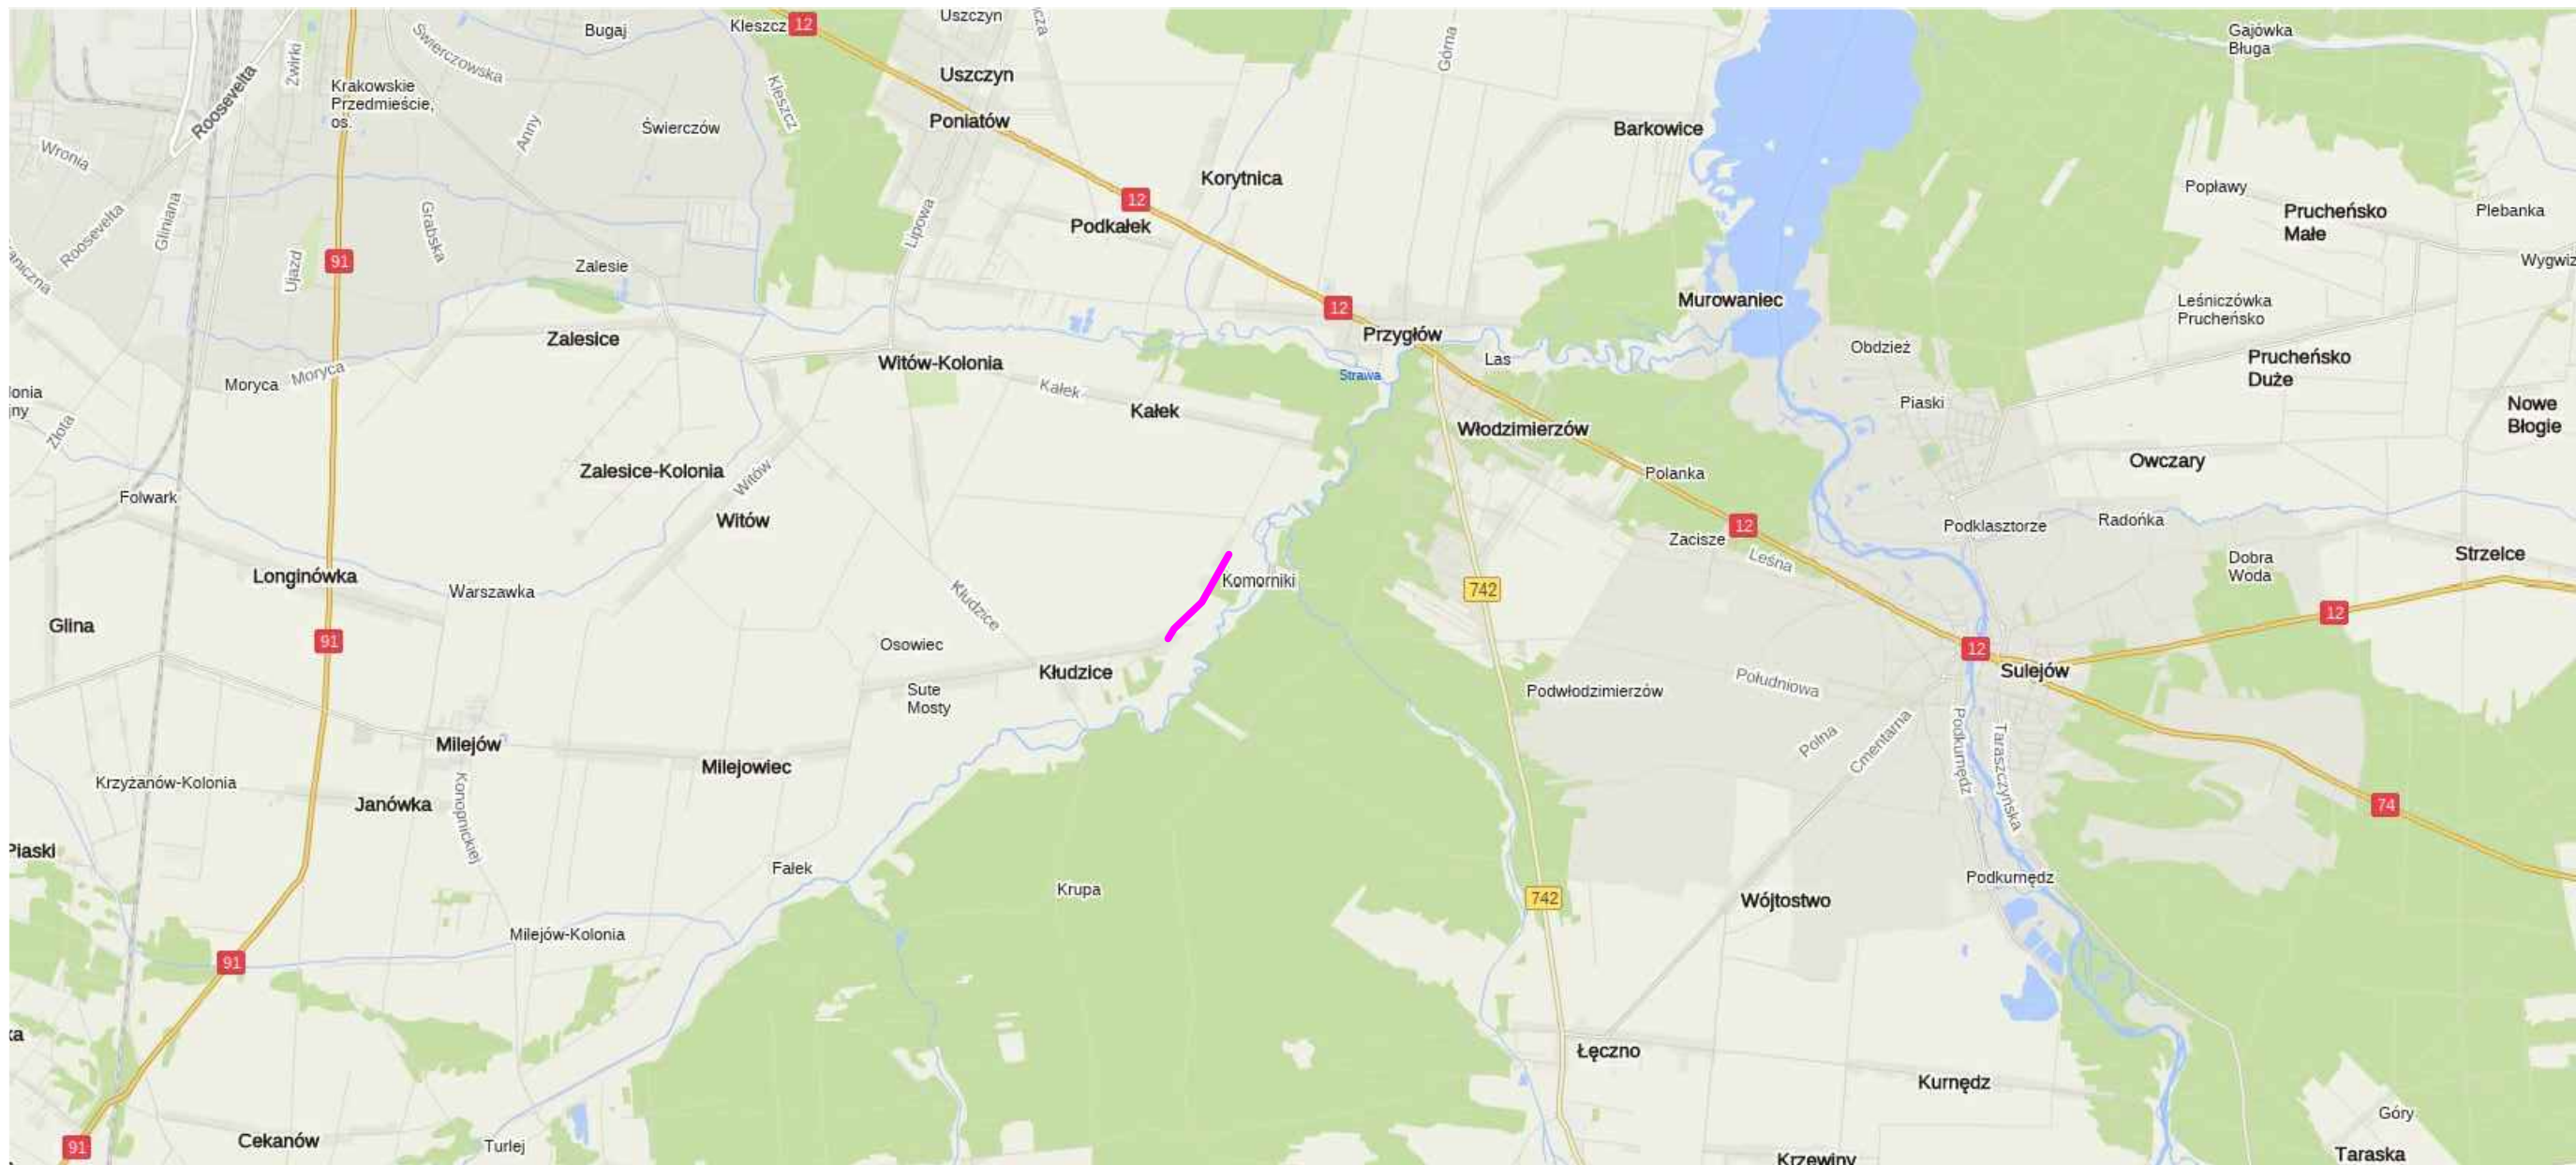 Bugaj
Kleszcz
12
Uszczyn
Górna
Gajówka
Bługa
Świerczowska
Żwirki
Roosevelta
Krakowskie
Przedmieście,
os.
Anny
Świerczów
Kleszcz
Uszczyn
Poniatów
Barkowice
Wronia
Korytnica
Popławy
Prucheńsko
Małe
Plebanka
12
Podkałek
Lipowa
Gliniana
Roosevelta
Grabska
Ujazd
91
Zalesie
Murowaniec
Leśniczówka
Prucheńsko
12
Przygłów
Zalesice
Witów-Kolonia
Las
Obdzież
Prucheńsko
Duże
Strawa
Moryca
Moryca
Kałek
Kałek
Piaski
Nowe
Błogie
Złota
Włodzimierzów
Owczary
Zalesice-Kolonia
Witów
Polanka
Folwark
Witów
12
Podklasztorze
Radońka
Zacisze
Leśna
Strzelce
Dobra
Woda
Longinówka
Warszawka
Kłudzice
Komorniki
742
12
Glina
91
Osowiec
12
Sulejów
Kłudzice
Sute
Mosty
Podwłodzimierzów
Południowa
Milejów
Milejowiec
Polna
Cmentarna
Podkurnędz
Taraszczyńska
Krzyżanów-Kolonia
Janówka
Konopnickiej
74
Piaski
Fałek
Krupa
742
Podkurnędz
Wójtostwo
Milejów-Kolonia
91
Łęczno
Kurnędz
Góry
Cekanów
Turlej
91
Krzewiny
Taraska